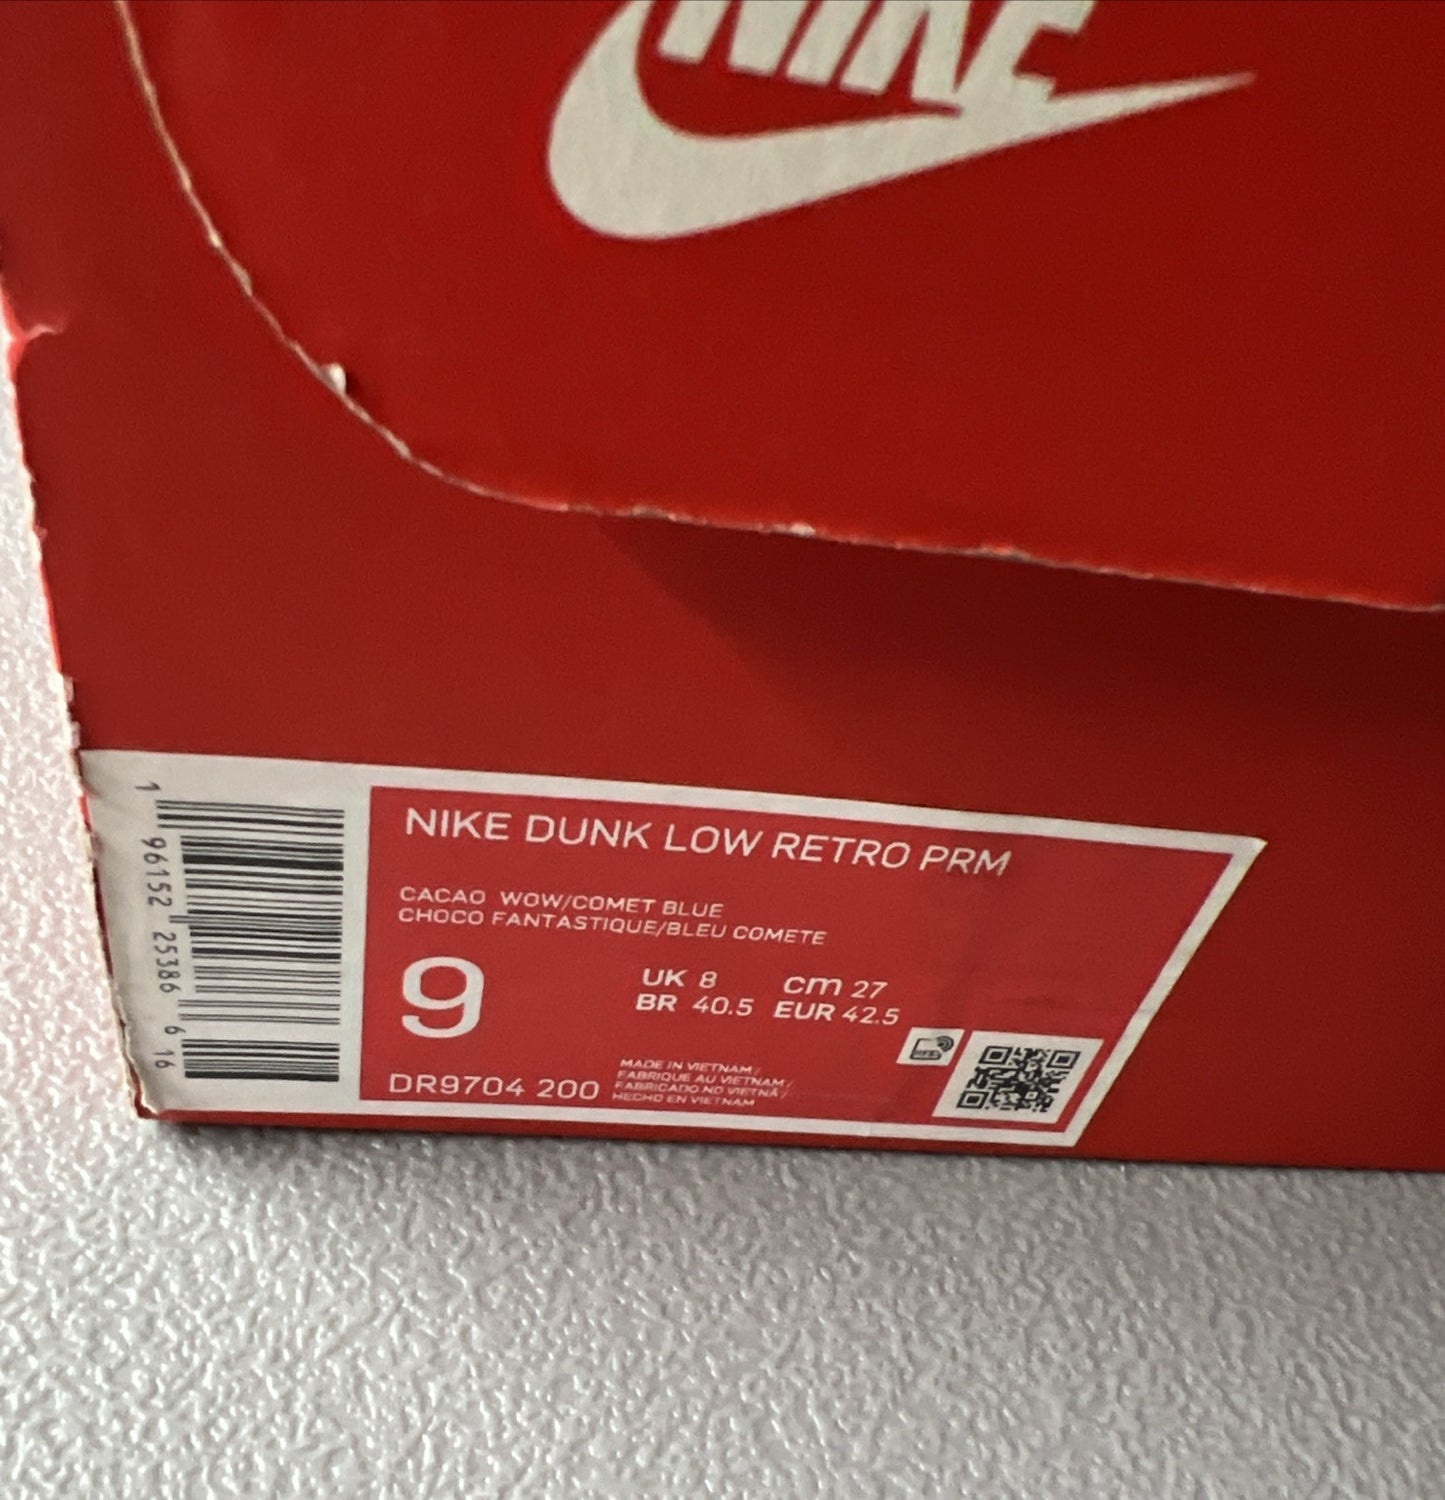 NIKE
1 96152 25386 6 16
NIKE DUNK LOW RETRO PRM
CACAO WOW/COMET BLUE
CHOCO FANTASTIQUE/BLEU COMETE
9
UK 8 cm 27
BR 40.5 EUR 42.5
DR9704 200
MADE IN VIETNAM/
FABRIQUE AU VIETNAM/
FABRICADO NO VIETNÃ/
HECHO EN VIETNAM